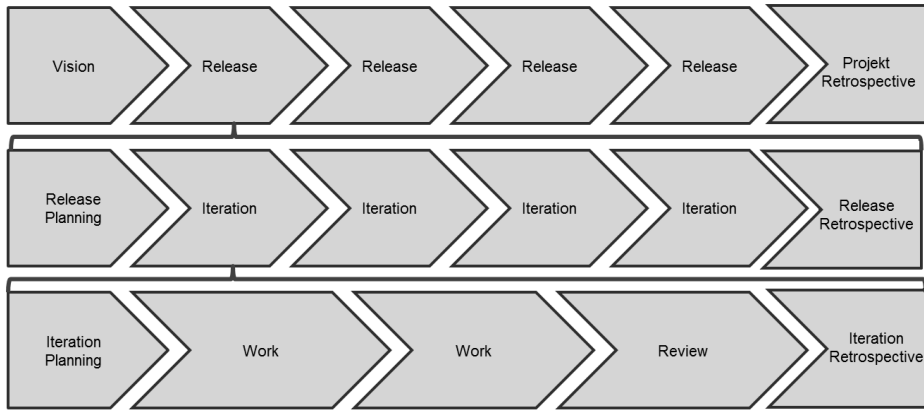 Vision
Release
Release
Release
Release
Projekt
Retrospective
Release
Planning
Iteration
Iteration
Iteration
Iteration
Release
Retrospective
Iteration
Planning
Work
Work
Review
Iteration
Retrospective